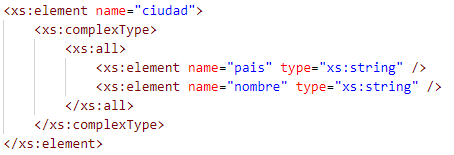 <xs:element name="ciudad">
    <xs:complexType>
        <xs:all>
            <xs:element name="pais" type="xs:string" />
            <xs:element name="nombre" type="xs:string" />
        </xs:all>
    </xs:complexType>
</xs:element>